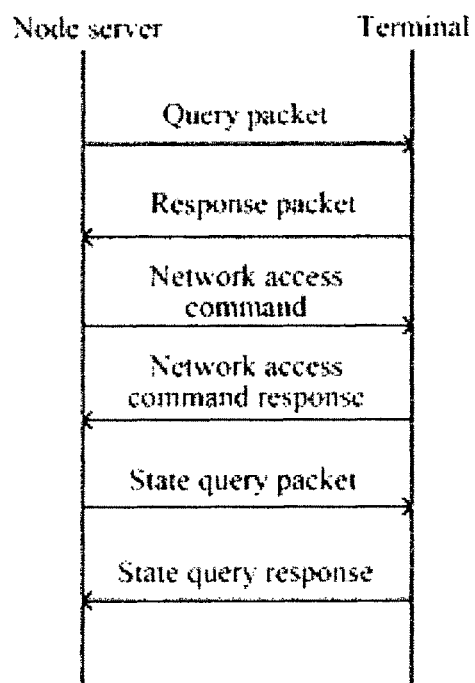 Node server
Terminal
Query packet
Response packet
Network access
command
Network access
command response
State query packet
State query response